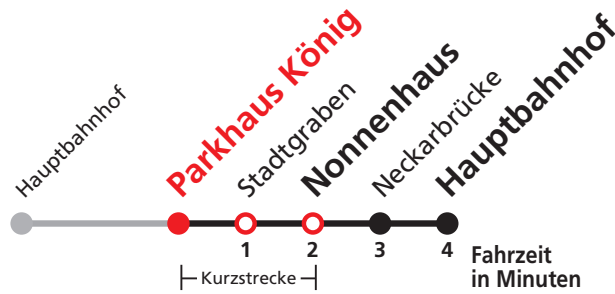 Hauptbahnhof
Parkhaus König
Stadtgraben
Nonnenhaus
Neckarbrücke
Hauptbahnhof
1 2 3 4
Fahrzeit
in Minuten
Kurzstrecke